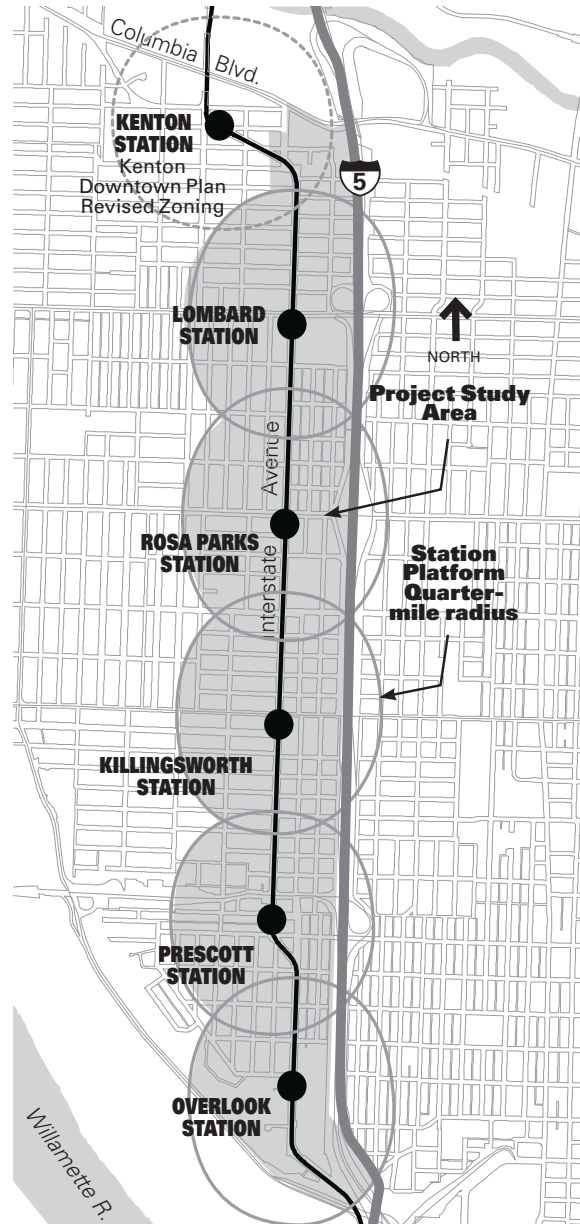 Columbia Blvd.
KENTON
STATION
Kenton
Downtown Plan
Revised Zoning
5
LOMBARD
STATION
NORTH
Project Study
Area
Interstate Avenue
ROSA PARKS
STATION
Station
Platform
Quarter-
mile radius
KILLINGSWORTH
STATION
PRESCOTT
STATION
OVERLOOK
STATION
Willamette R.